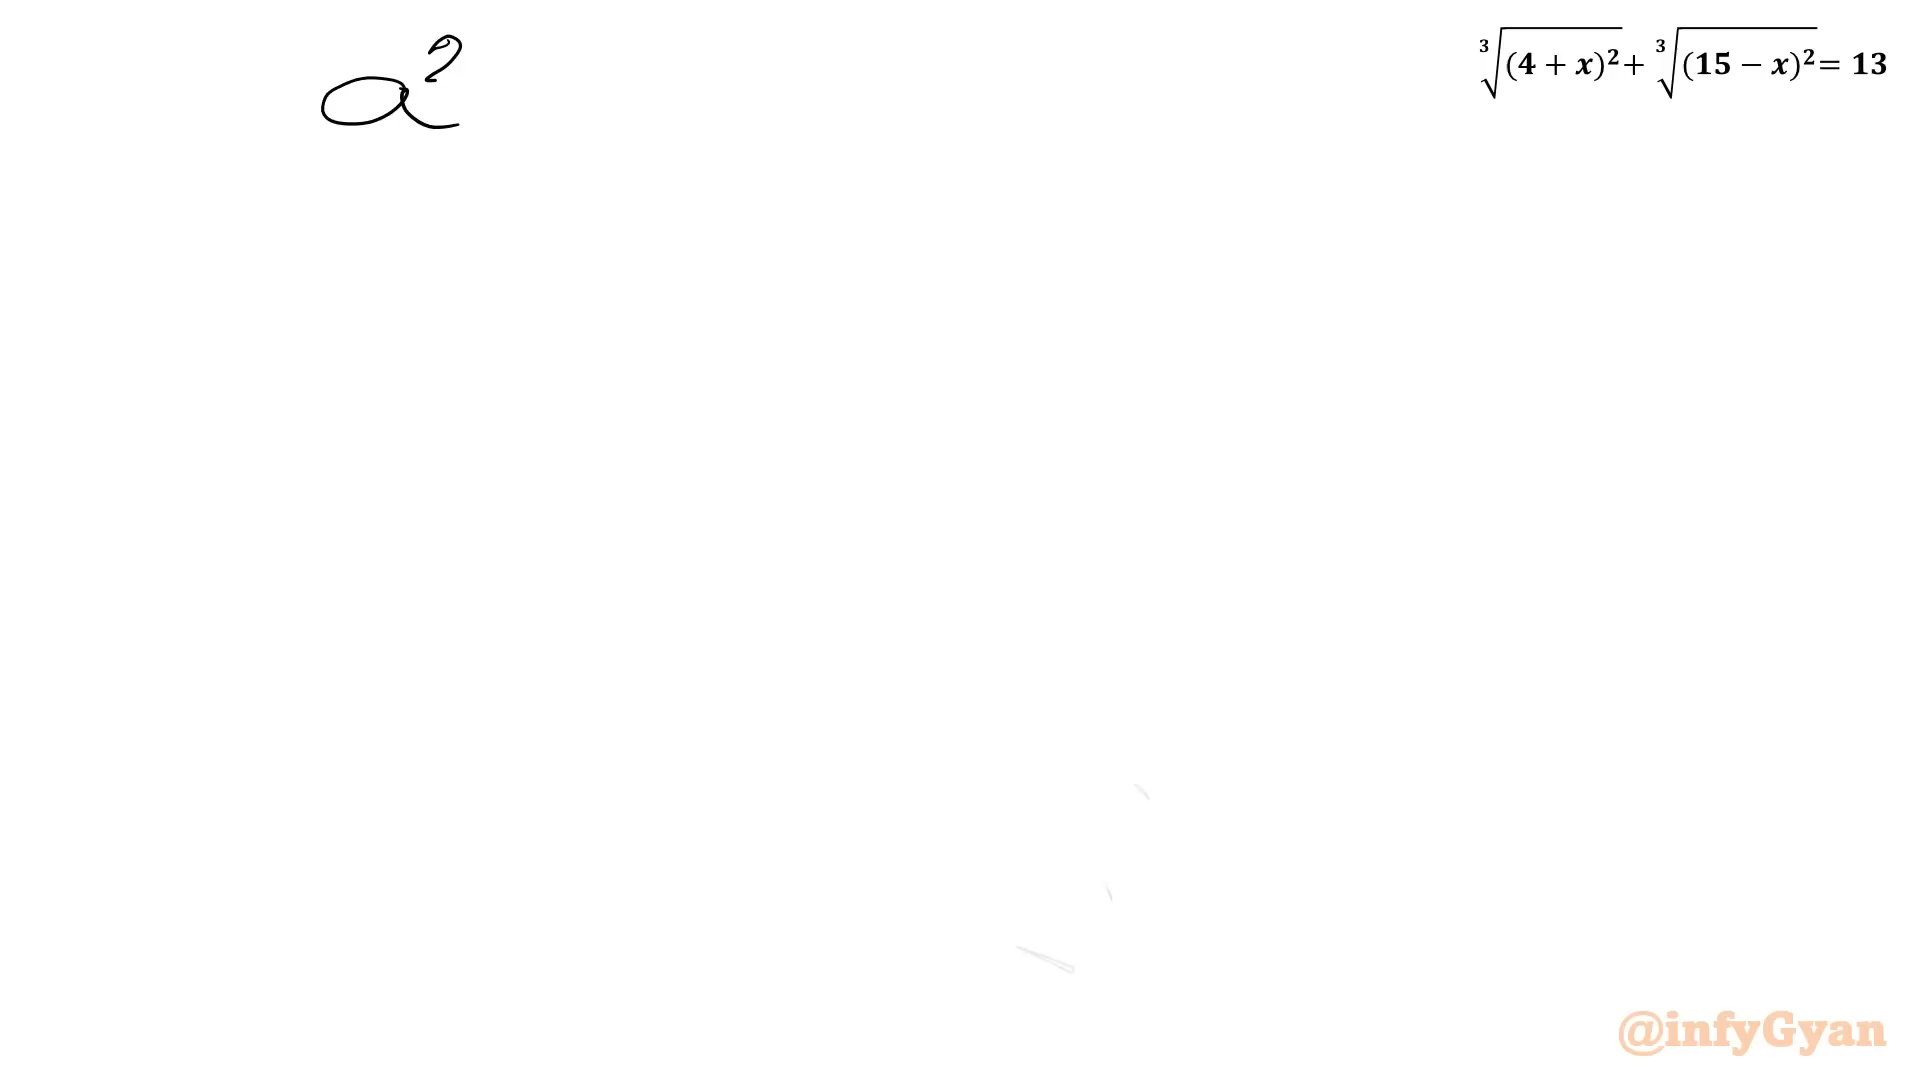 a²
∛(4 + x)² + ∛(15 − x)² = 13
@infyGyan